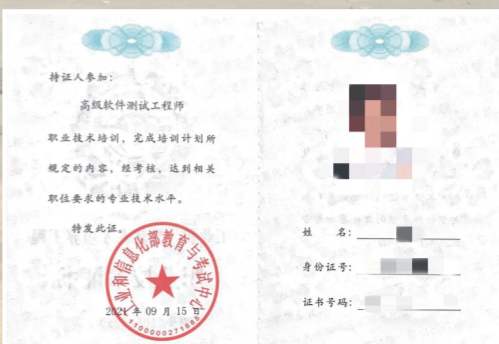 持证人参加:
高级软件测试工程师
职业技术培训,完成培训计划所
规定的内容,经考核,达到相关
职位要求的专业技术水平。
特发此证。
工业和信息化部教育与考试中心
2021 年 09 月 15 日
姓 名:
身份证号:
证书号码: